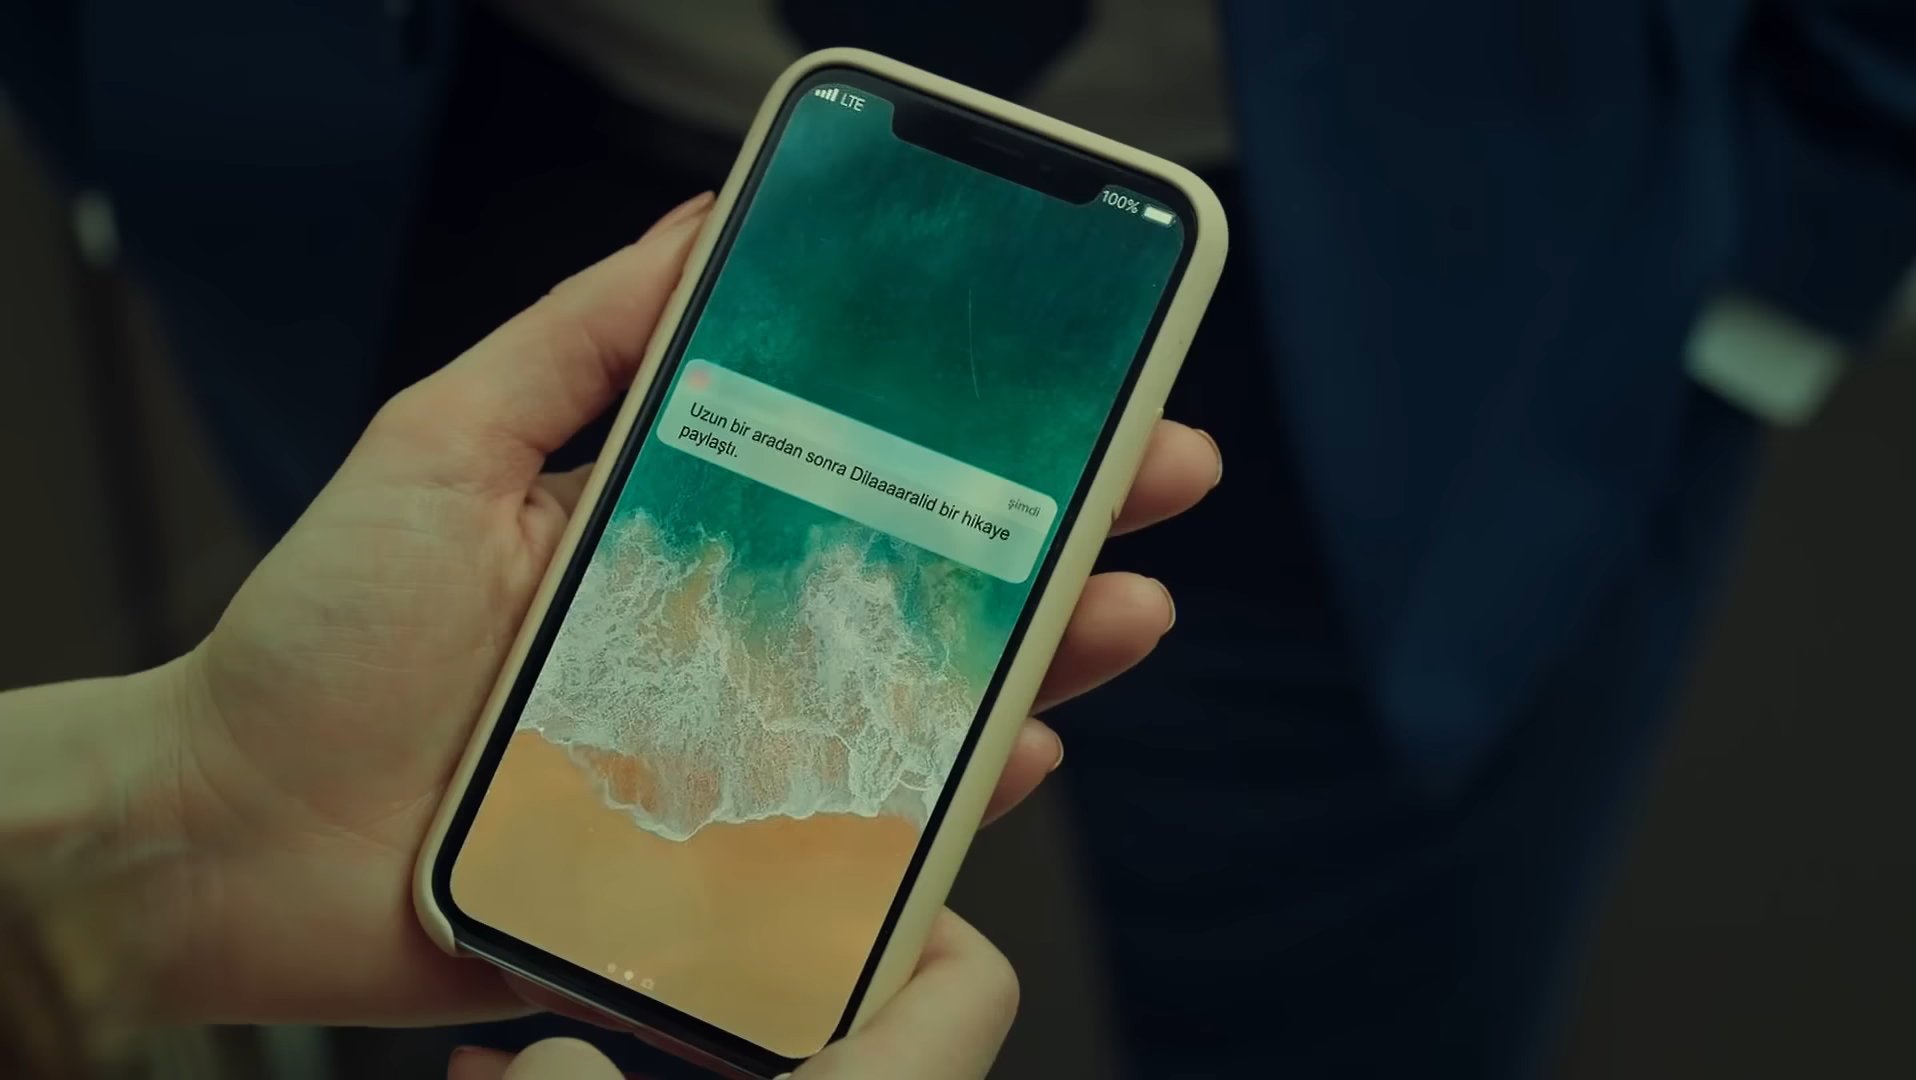 LTE
100%
şimdi
Uzun bir aradan sonra Dilaaaaralid bir hikaye
paylaştı.